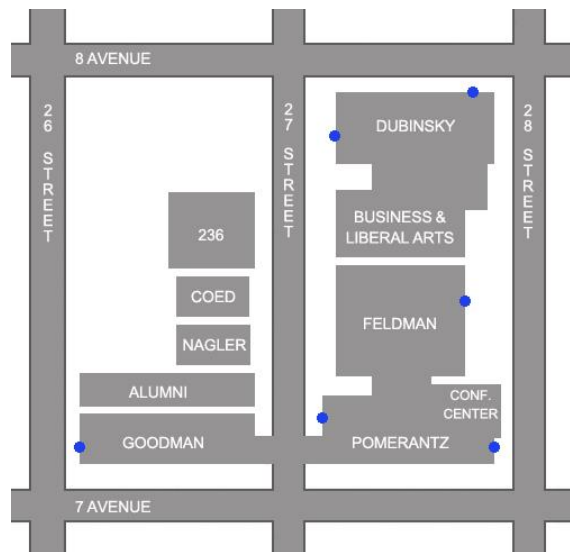 8 AVENUE
26 STREET
27 STREET
28 STREET
DUBINSKY
236
BUSINESS &
LIBERAL ARTS
COED
FELDMAN
NAGLER
ALUMNI
CONF.
CENTER
GOODMAN
POMERANTZ
7 AVENUE